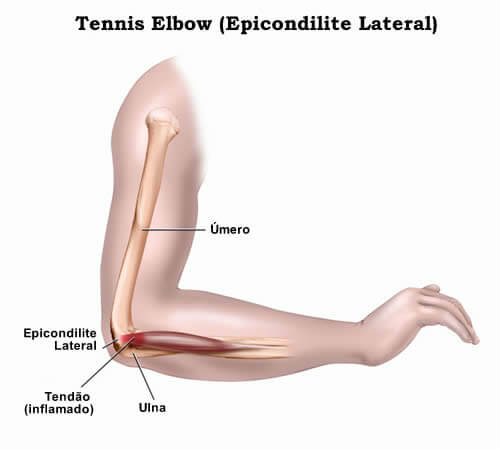 Tennis Elbow (Epicondilite Lateral)
Úmero
Epicondilite
Lateral
Tendão
(inflamado)
Ulna